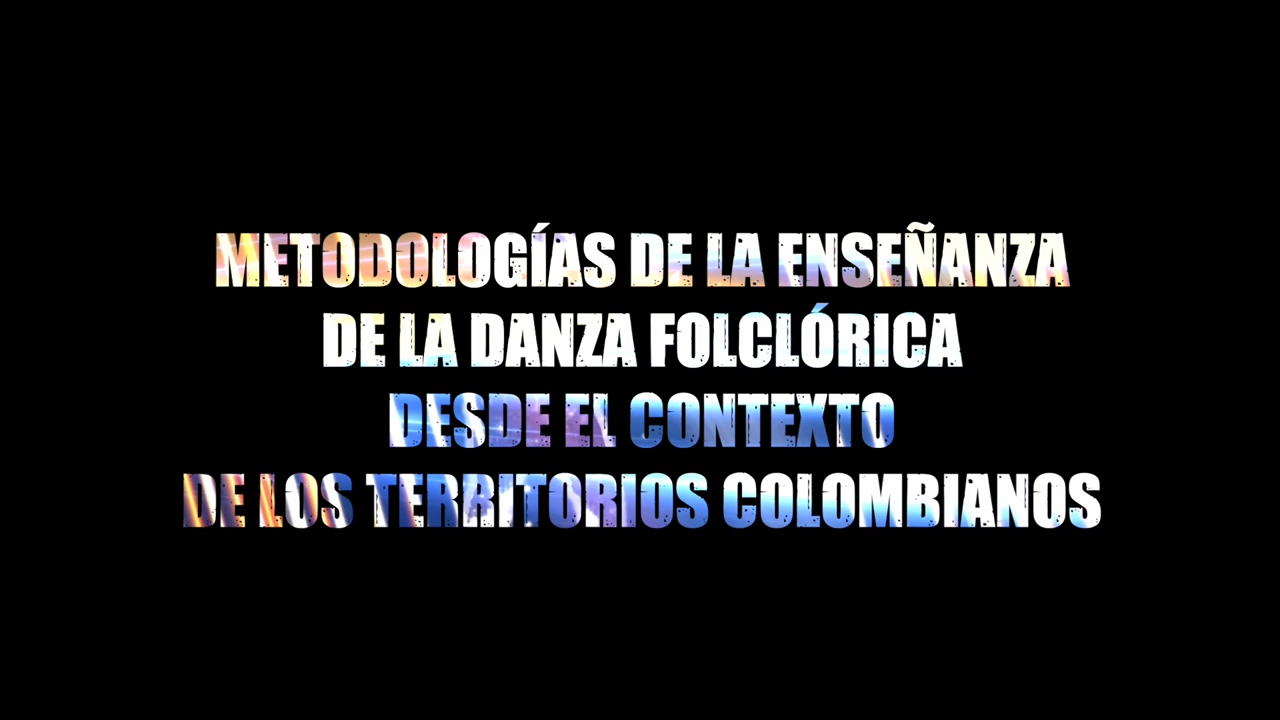 METODOLOGÍAS DE LA ENSEÑANZA
DE LA DANZA FOLCLÓRICA
DESDE EL CONTEXTO
DE LOS TERRITORIOS COLOMBIANOS